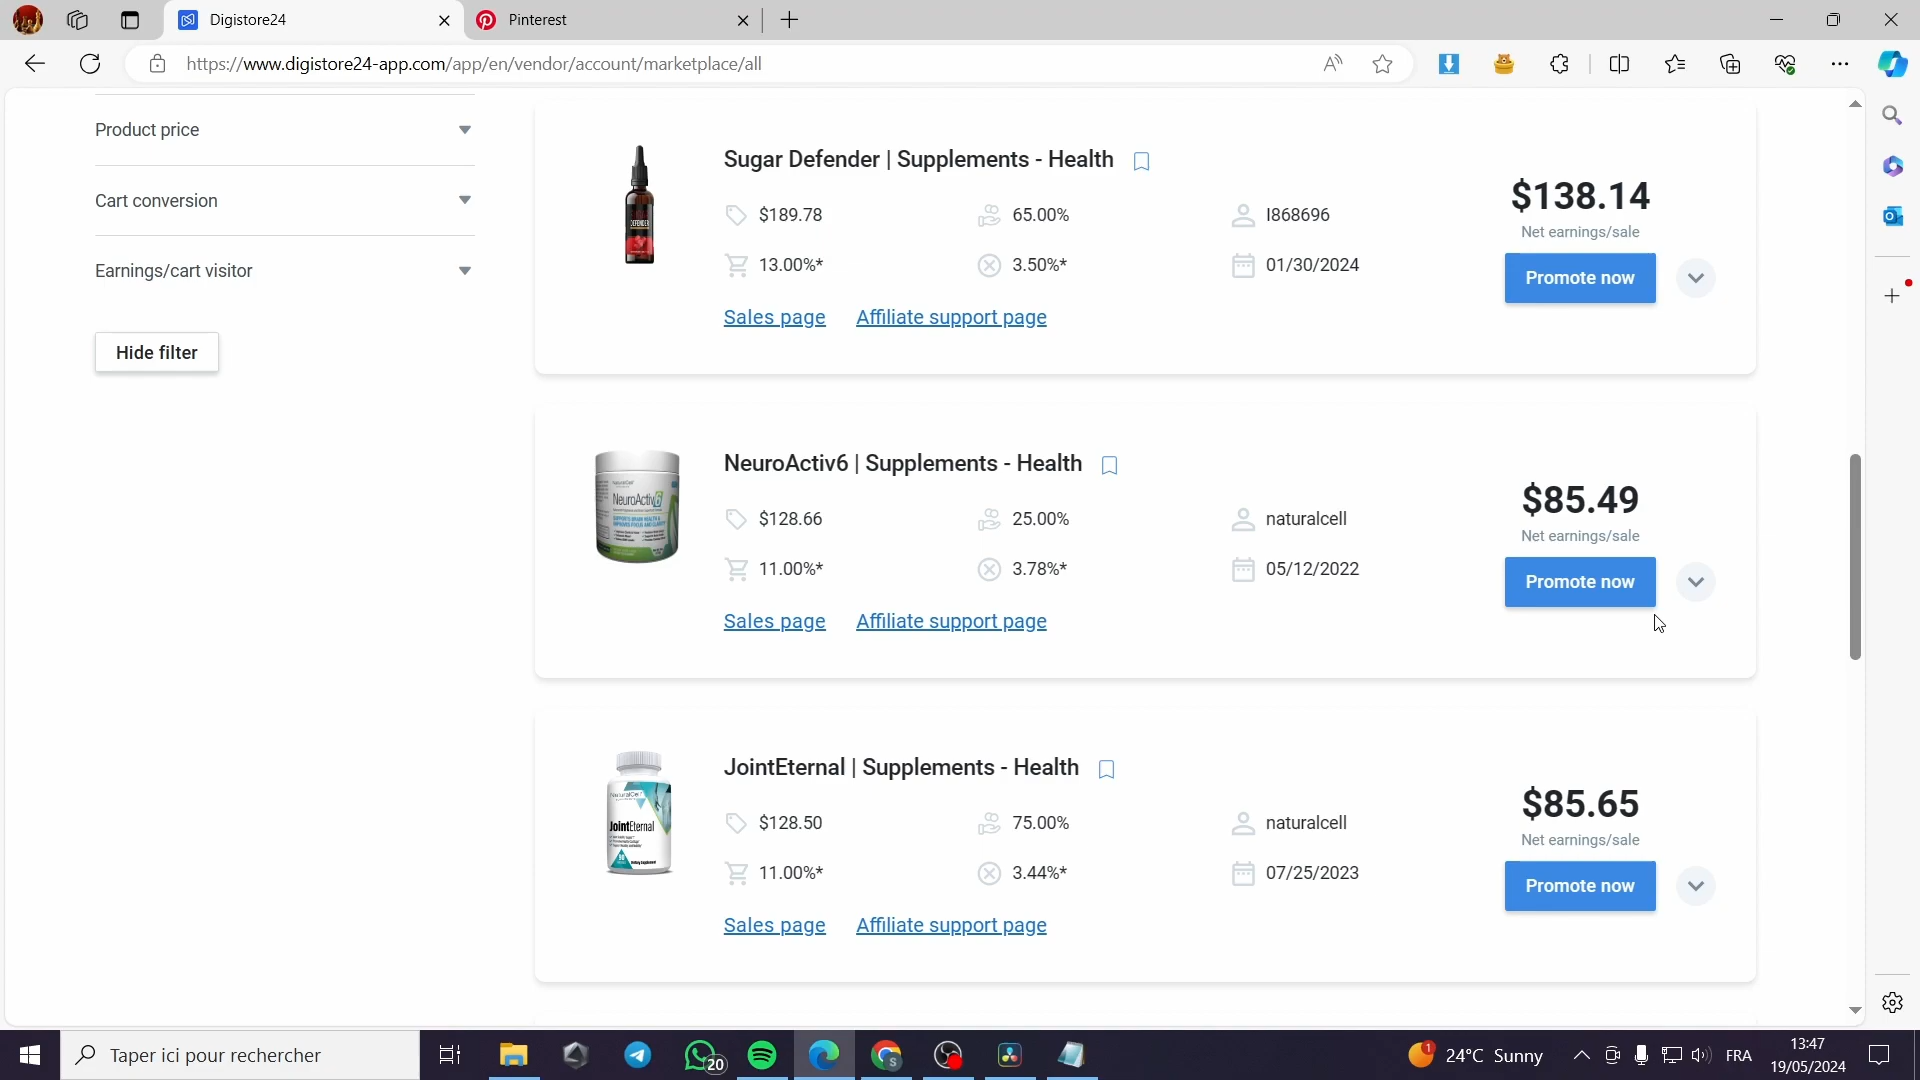 Digistore24
Pinterest
https://www.digistore24-app.com/app/en/vendor/account/marketplace/all
Product price
Cart conversion
Earnings/cart visitor
Hide filter
Sugar Defender | Supplements - Health
$189.78
65.00%
I868696
13.00%*
3.50%*
01/30/2024
Sales page
Affiliate support page
$138.14
Net earnings/sale
Promote now
DEFENDER
NeuroActiv6 | Supplements - Health
$128.66
25.00%
naturalcell
11.00%*
3.78%*
05/12/2022
Sales page
Affiliate support page
$85.49
Net earnings/sale
Promote now
NeuroActiv6
JointEternal | Supplements - Health
$128.50
75.00%
naturalcell
11.00%*
3.44%*
07/25/2023
Sales page
Affiliate support page
$85.65
Net earnings/sale
Promote now
NaturalCell
JointEternal
Taper ici pour rechercher
20
S
1
24°C Sunny
FRA
13:47
19/05/2024